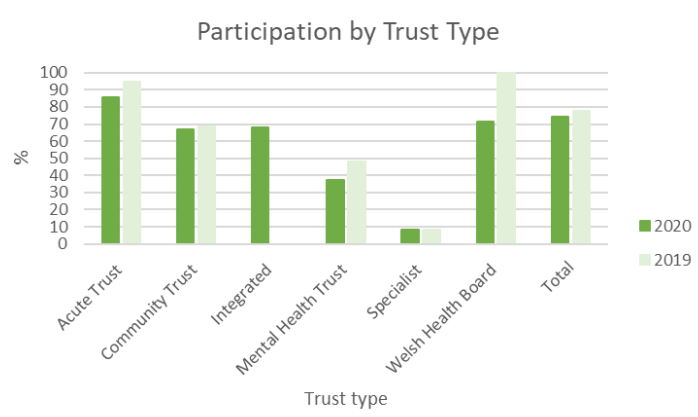 Participation by Trust Type
100
90
80
70
60
50
40
30
20
10
0
%
Acute Trust
Community Trust
Integrated
Mental Health Trust
Specialist
Welsh Health Board
Total
Trust type
2020
2019